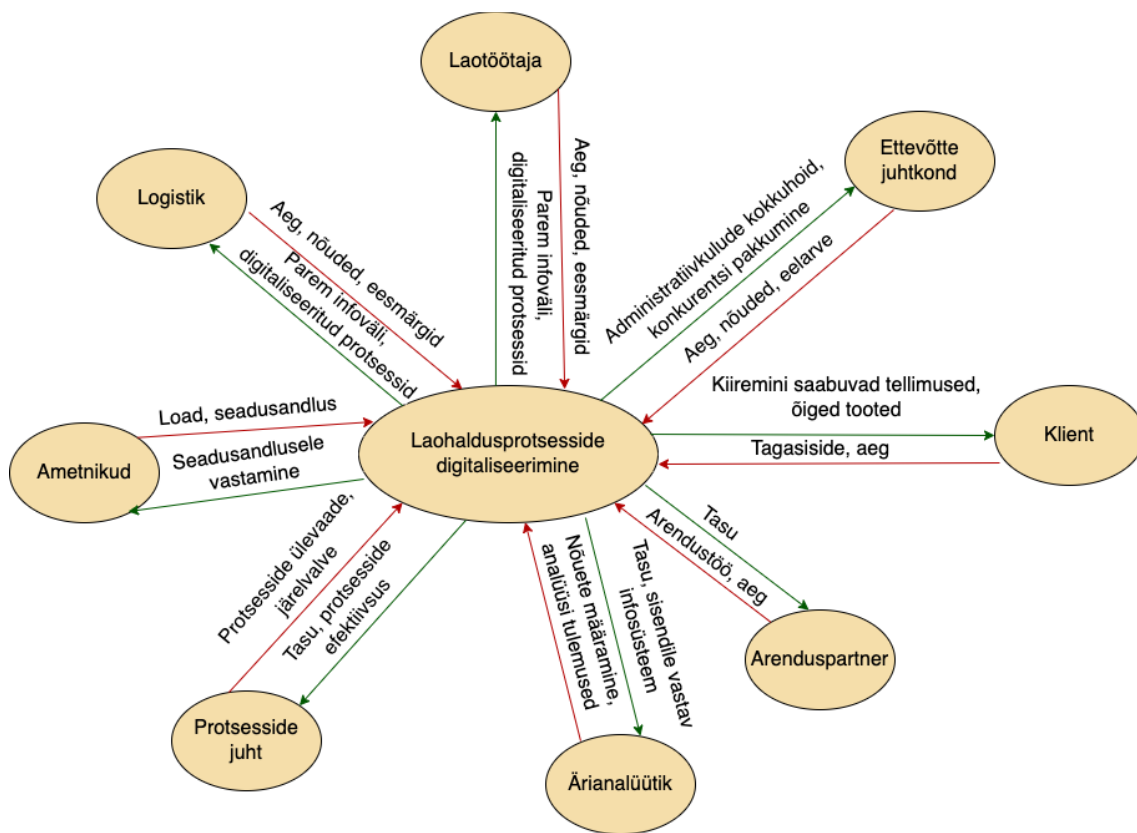 Laotöötaja
Ettevõtte
juhtkond
Logistik
Aeg, nõuded, eesmärgid
Parem infoväli,
digitaliseeritud protsessid
Parem infoväli,
digitaliseeritud protsessid
Aeg, nõuded, eesmärgid
Administratiivkulude kokkuhoid,
konkurentsi pakkumine
Aeg, nõuded, eelarve
Kiiremini saabuvad tellimused,
õiged tooted
Klient
Tagasiside, aeg
Load, seadusandlus
Laohaldusprotsesside
digitaliseerimine
Ametnikud
Seadusandlusele
vastamine
Protsesside ülevaade,
järelvalve
Tasu, protsesside
efektiivsus
Nõuete määramine,
analüüsi tulemused
Tasu, sisendile vastav
infosüsteem
Tasu
Arendustöö, aeg
Arenduspartner
Protsesside
juht
Ärianalüütik